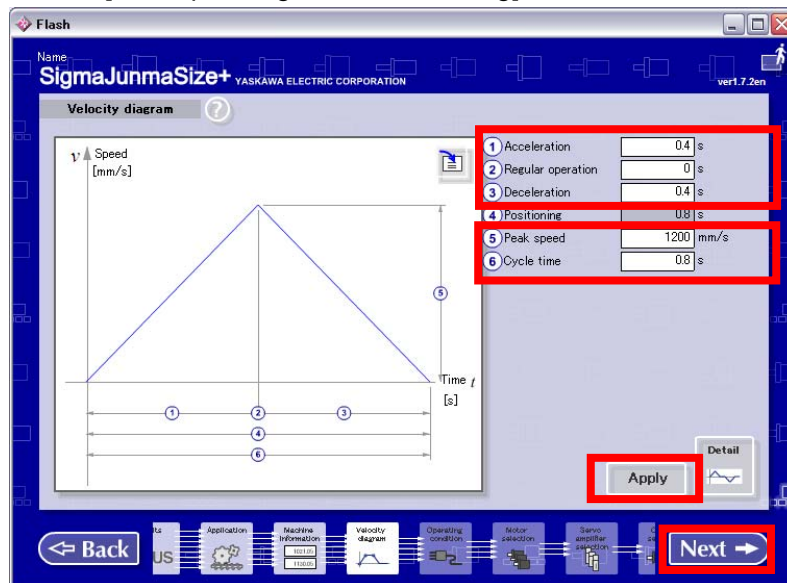 Flash
Name
SigmaJunmaSize+ YASKAWA ELECTRIC CORPORATION
ver1.7.2en
Velocity diagram ?
v Speed
[mm/s]
1 Acceleration 0.4 s
2 Regular operation 0 s
3 Deceleration 0.4 s
4 Positioning 0.8 s
5 Peak speed 1200 mm/s
6 Cycle time 0.8 s
5
Time t
[s]
1 2 3
4
6
Detail
Apply
Back
US
Application
Machine
information
Velocity
diagram
Operating
condition
Motor
selection
Servo
amplifier
selection
Next